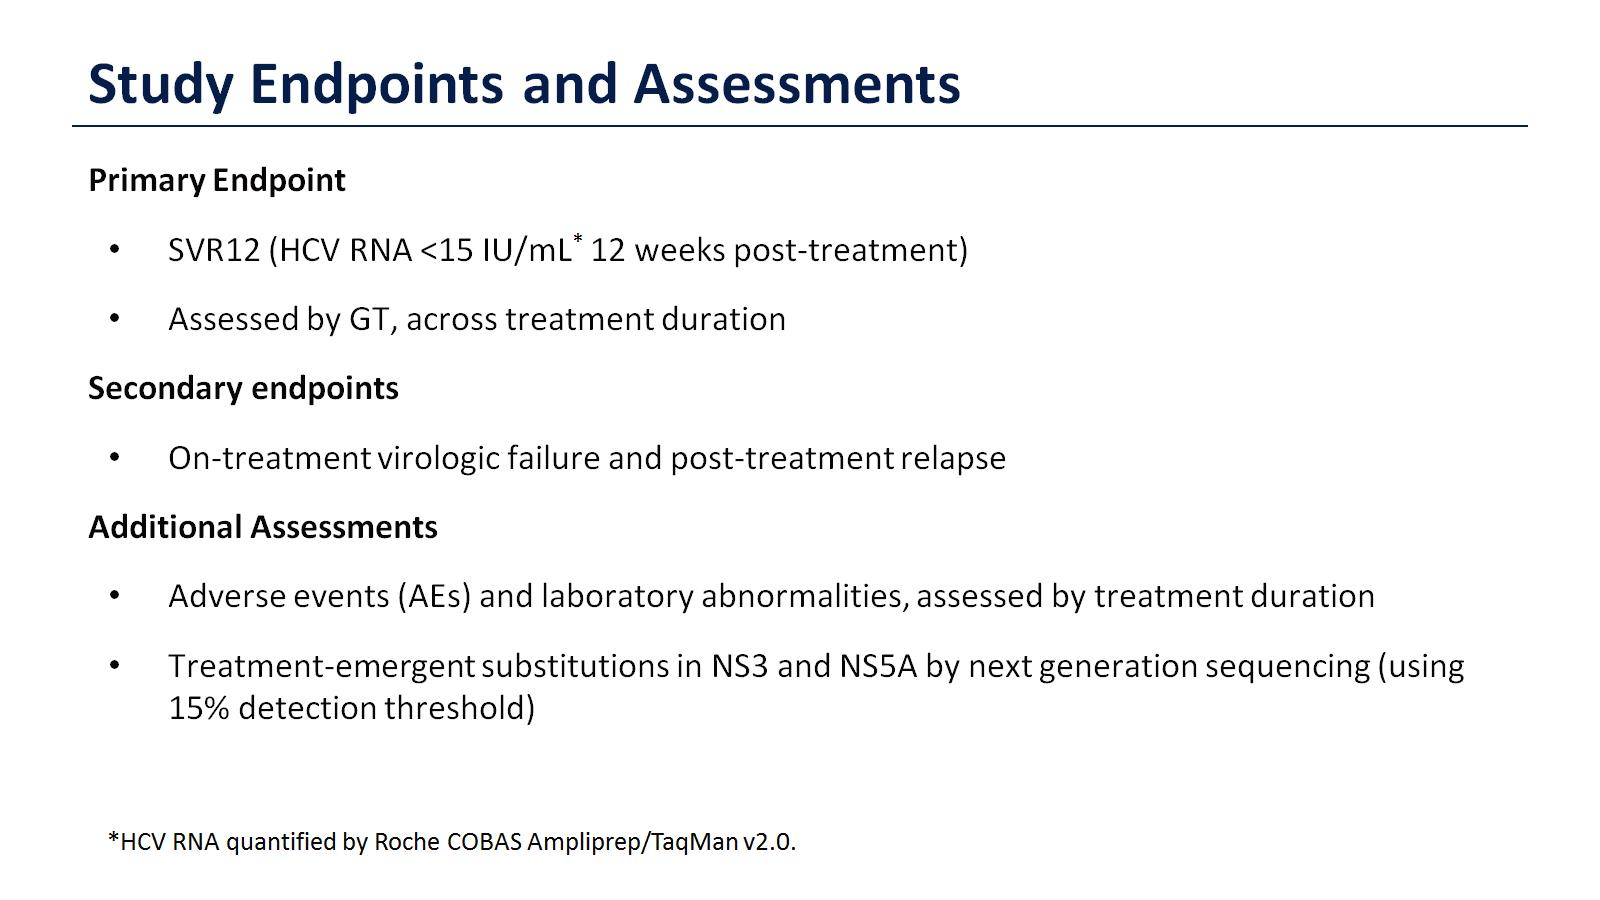 Study Endpoints and Assessments
Primary Endpoint
• SVR12 (HCV RNA <15 IU/mL* 12 weeks post-treatment)
• Assessed by GT, across treatment duration
Secondary endpoints
• On-treatment virologic failure and post-treatment relapse
Additional Assessments
• Adverse events (AEs) and laboratory abnormalities, assessed by treatment duration
• Treatment-emergent substitutions in NS3 and NS5A by next generation sequencing (using
15% detection threshold)
*HCV RNA quantified by Roche COBAS Ampliprep/TaqMan v2.0.